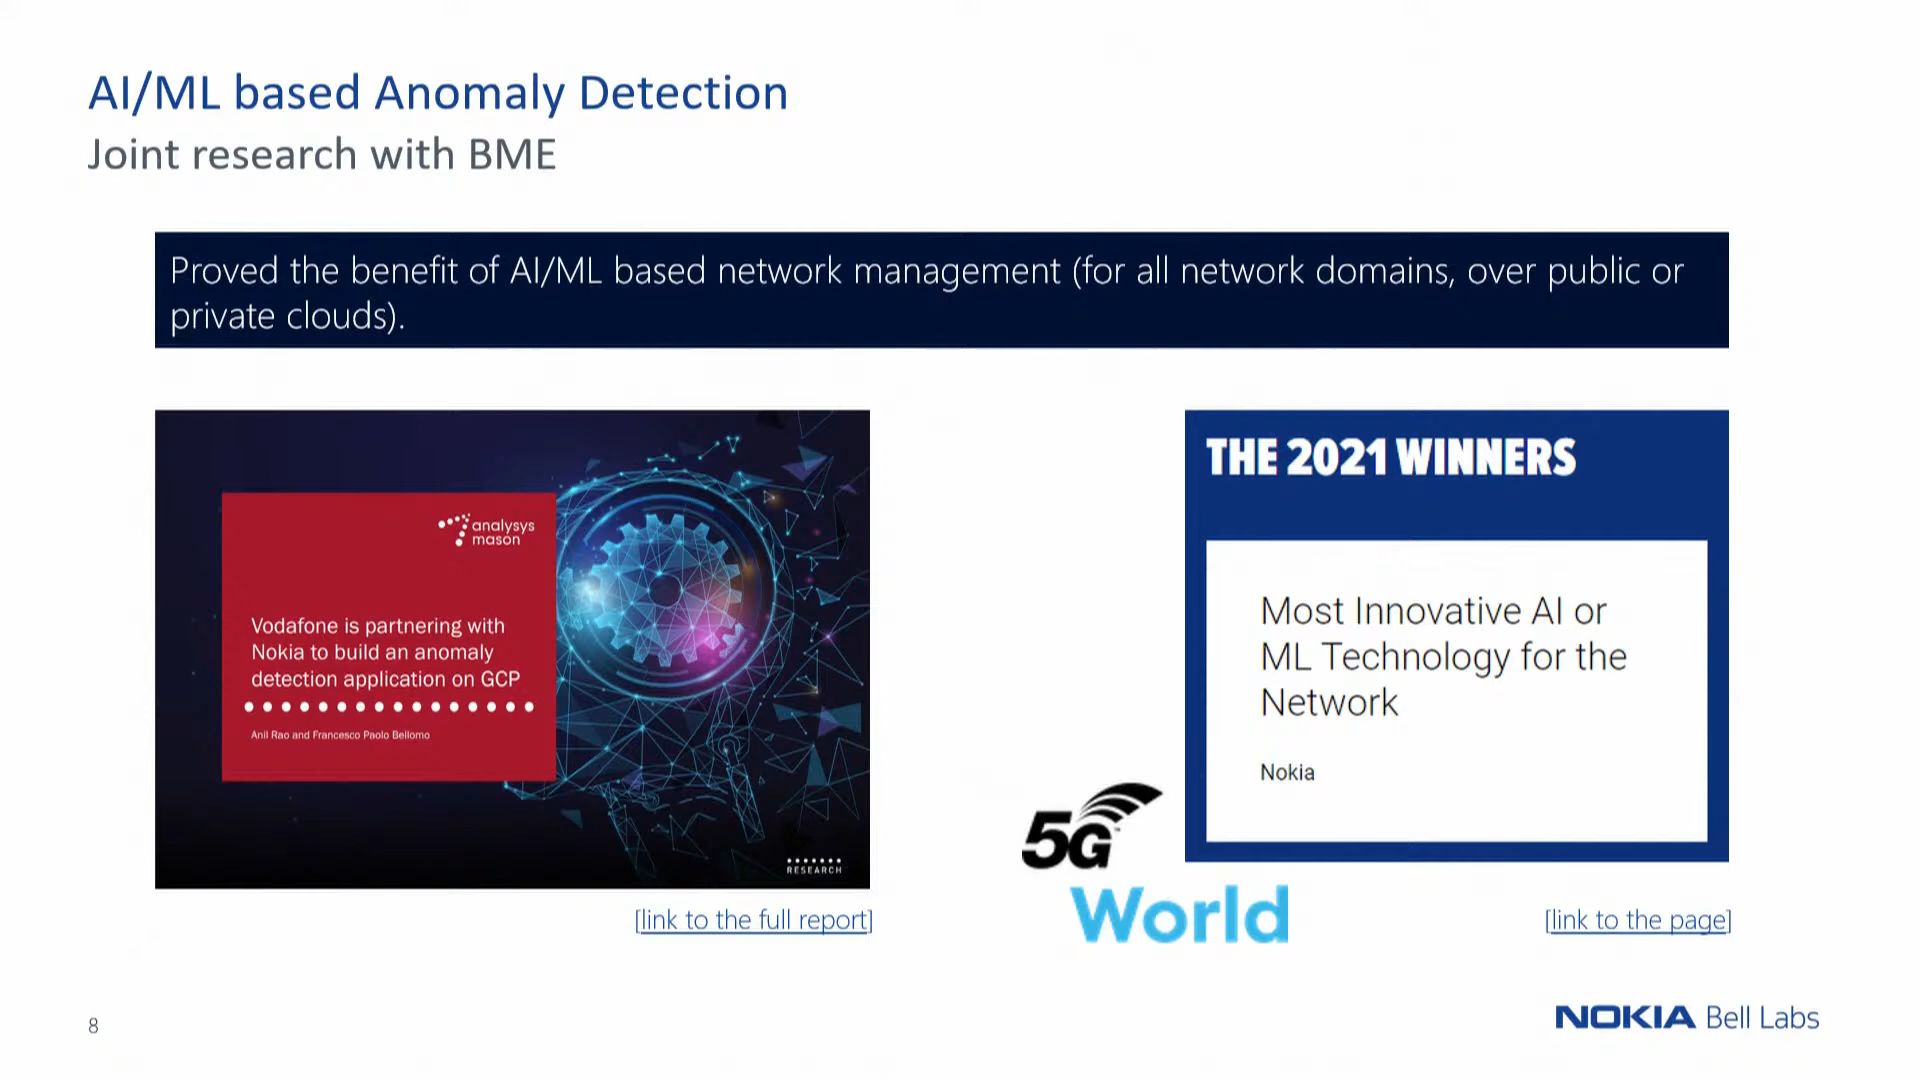 AI/ML based Anomaly Detection
Joint research with BME
Proved the benefit of AI/ML based network management (for all network domains, over public or
private clouds).
analysys
mason
Vodafone is partnering with
Nokia to build an anomaly
detection application on GCP
Anil Rao and Francesco Paolo Bellomo
RESEARCH
[link to the full report]
THE 2021 WINNERS
Most Innovative AI or
ML Technology for the
Network
Nokia
5G
World
[link to the page]
8
NOKIA Bell Labs